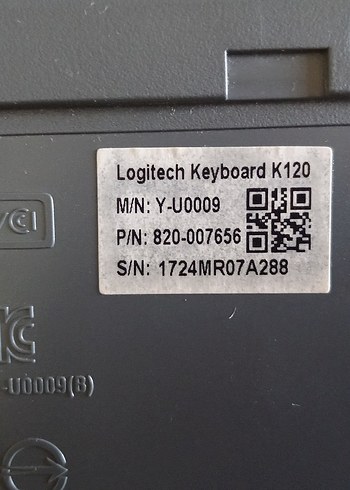 Logitech Keyboard K120
M/N: Y-U0009
P/N: 820-007656
S/N: 1724MR07A288
-U0009(B)